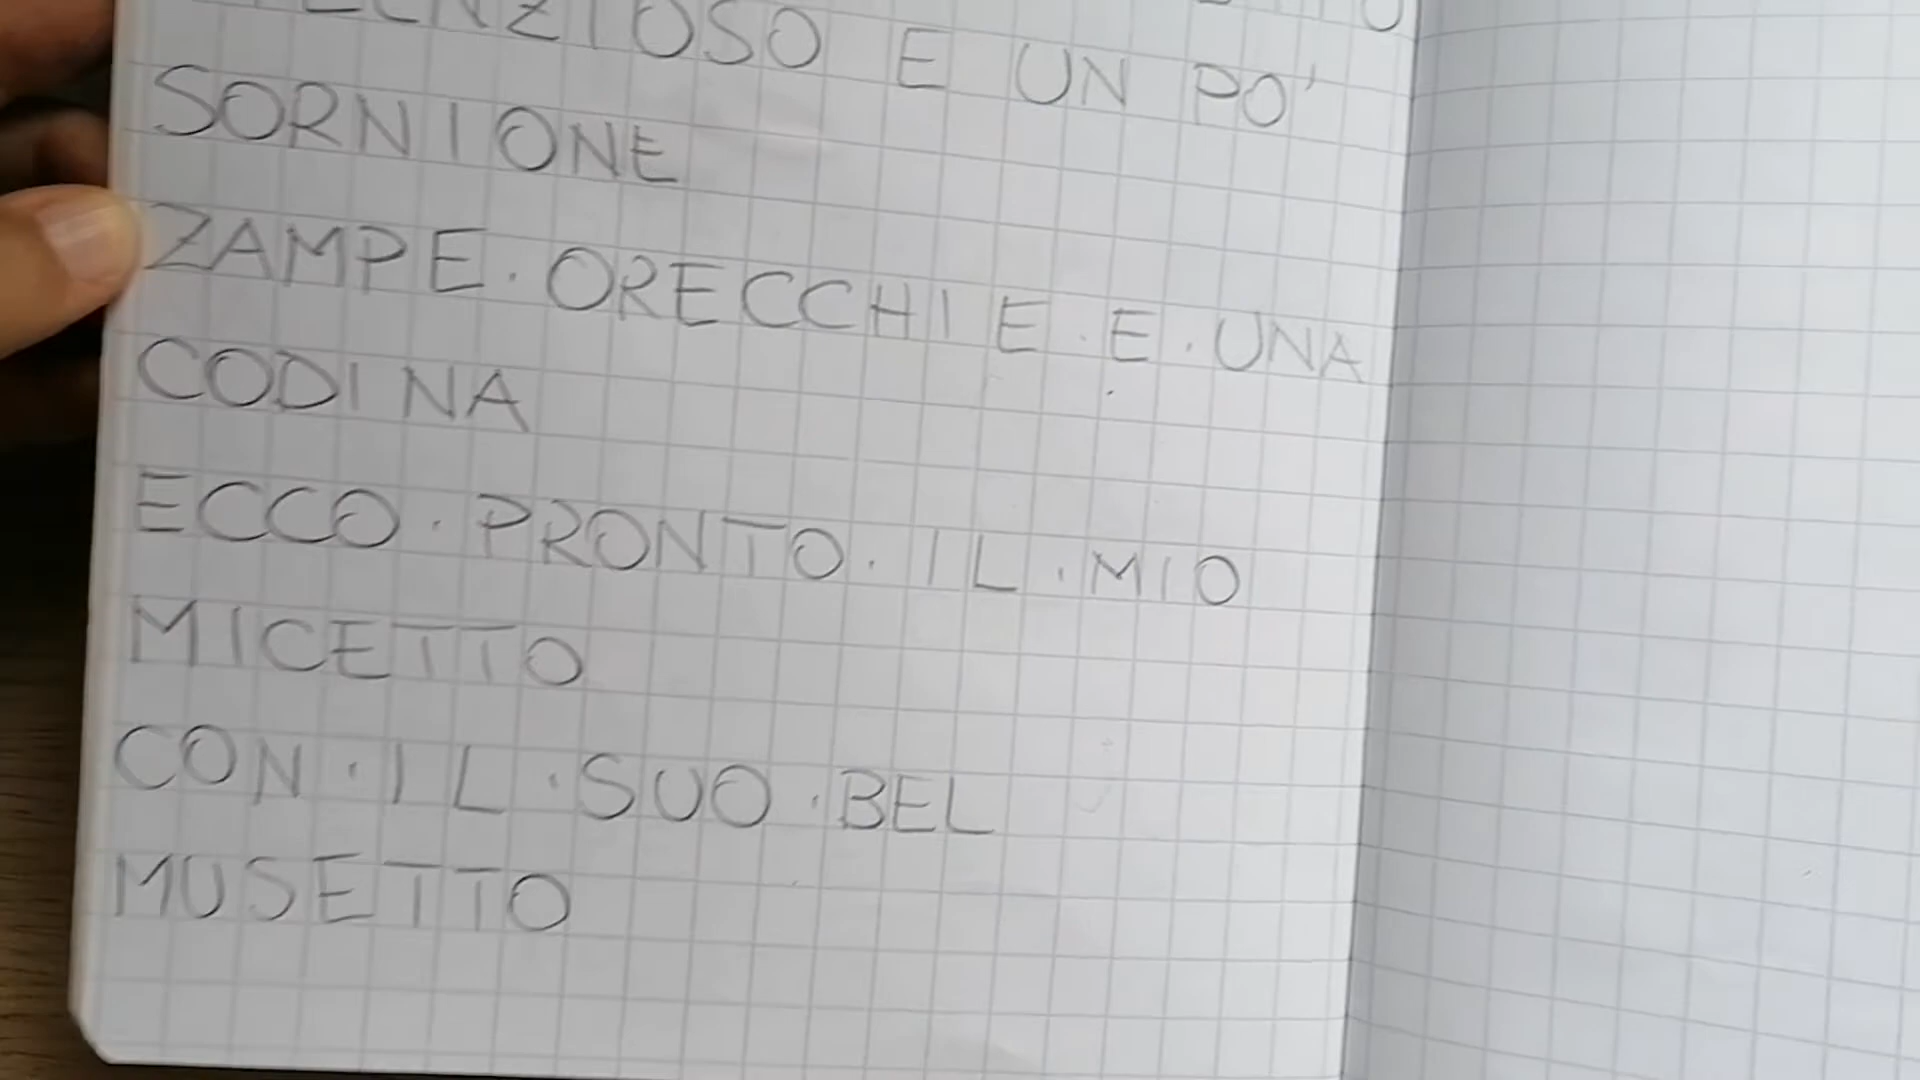 E UN PO'
SORNIONE
ZAMPE. ORECCHIE. E. UNA
CODINA
ECCO. PRONTO. IL. MIO
MICETTO
CON. IL. SUO. BEL
MUSETTO